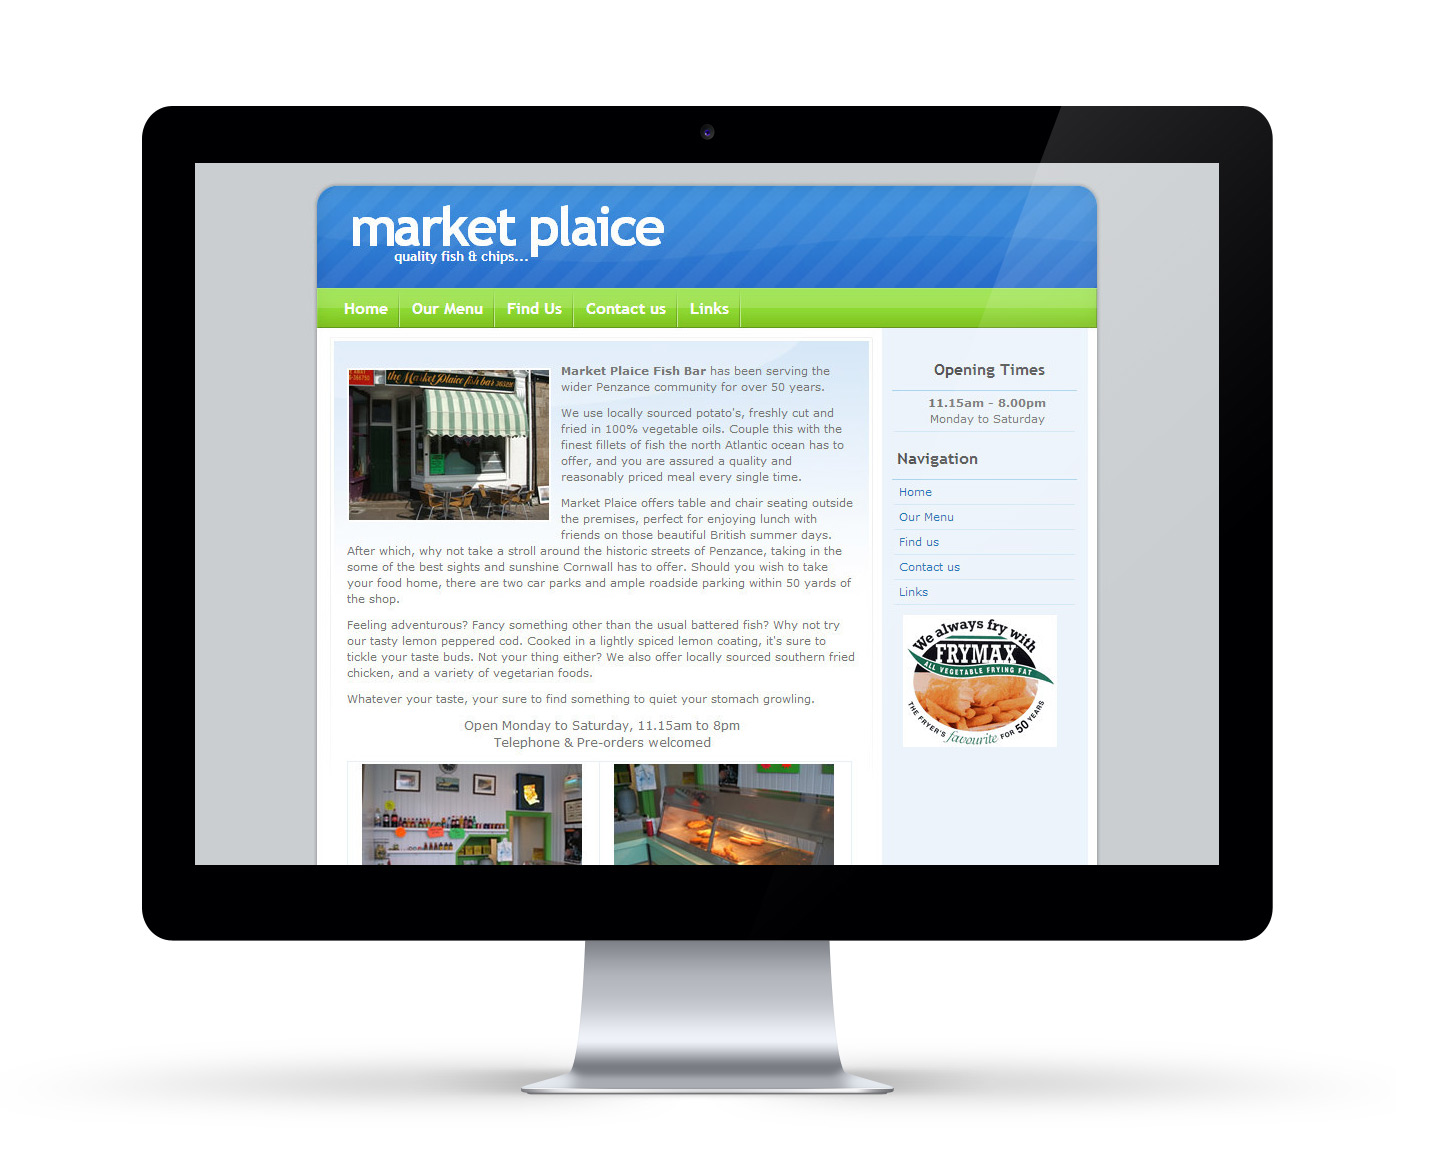 market plaice
quality fish & chips...
Home
Our Menu
Find Us
Contact us
Links
the Market Plaice fish bar
Market Plaice Fish Bar has been serving the
wider Penzance community for over 50 years.
We use locally sourced potato's, freshly cut and
fried in 100% vegetable oils. Couple this with the
finest fillets of fish the north Atlantic ocean has to
offer, and you are assured a quality and
reasonably priced meal every single time.
Market Plaice offers table and chair seating outside
the premises, perfect for enjoying lunch with
friends on those beautiful British summer days.
After which, why not take a stroll around the historic streets of Penzance, taking in the
some of the best sights and sunshine Cornwall has to offer. Should you wish to take
your food home, there are two car parks and ample roadside parking within 50 yards of
the shop.
Feeling adventurous? Fancy something other than the usual battered fish? Why not try
our tasty lemon peppered cod. Cooked in a lightly spiced lemon coating, it's sure to
tickle your taste buds. Not your thing either? We also offer locally sourced southern fried
chicken, and a variety of vegetarian foods.
Whatever your taste, your sure to find something to quiet your stomach growling.
Open Monday to Saturday, 11.15am to 8pm
Telephone & Pre-orders welcomed
Opening Times
11.15am - 8.00pm
Monday to Saturday
Navigation
Home
Our Menu
Find us
Contact us
Links
We always fry with
FRYMAX
ALL VEGETABLE FRYING FAT
THE FRYER'S favourite FOR 50 YEARS